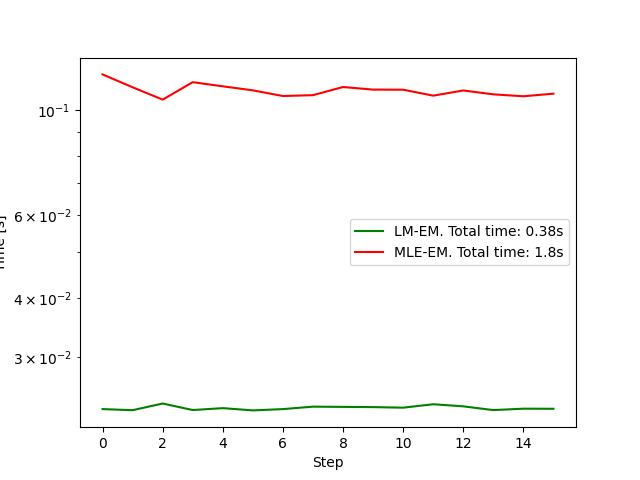 10⁻¹
6 × 10⁻²
4 × 10⁻²
3 × 10⁻²
Time [s]
LM-EM. Total time: 0.38s
MLE-EM. Total time: 1.8s
0 2 4 6 8 10 12 14
Step